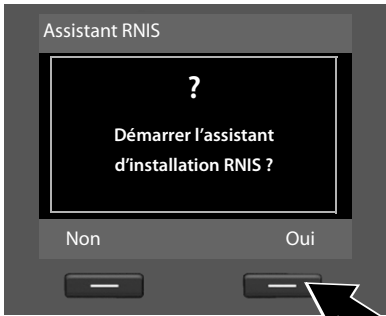 Assistant RNIS
?
Démarrer l’assistant
d’installation RNIS ?
Non Oui